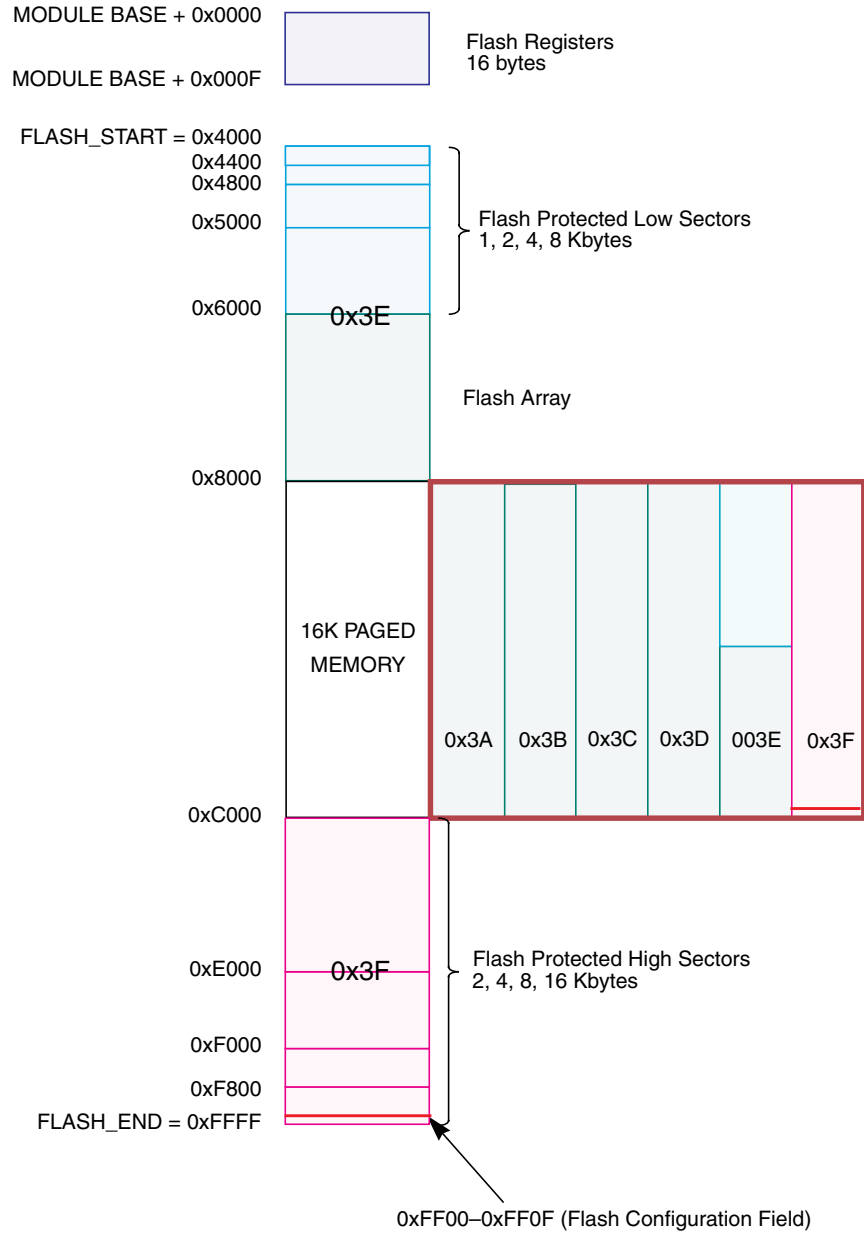 MODULE BASE + 0x0000
Flash Registers
16 bytes
MODULE BASE + 0x000F
FLASH_START = 0x4000
0x4400
0x4800
0x5000
Flash Protected Low Sectors
1, 2, 4, 8 Kbytes
0x6000
0x3E
Flash Array
0x8000
16K PAGED
MEMORY
0x3A
0x3B
0x3C
0x3D
003E
0x3F
0xC000
Flash Protected High Sectors
2, 4, 8, 16 Kbytes
0xE000
0x3F
0xF000
0xF800
FLASH_END = 0xFFFF
0xFF00–0xFF0F (Flash Configuration Field)